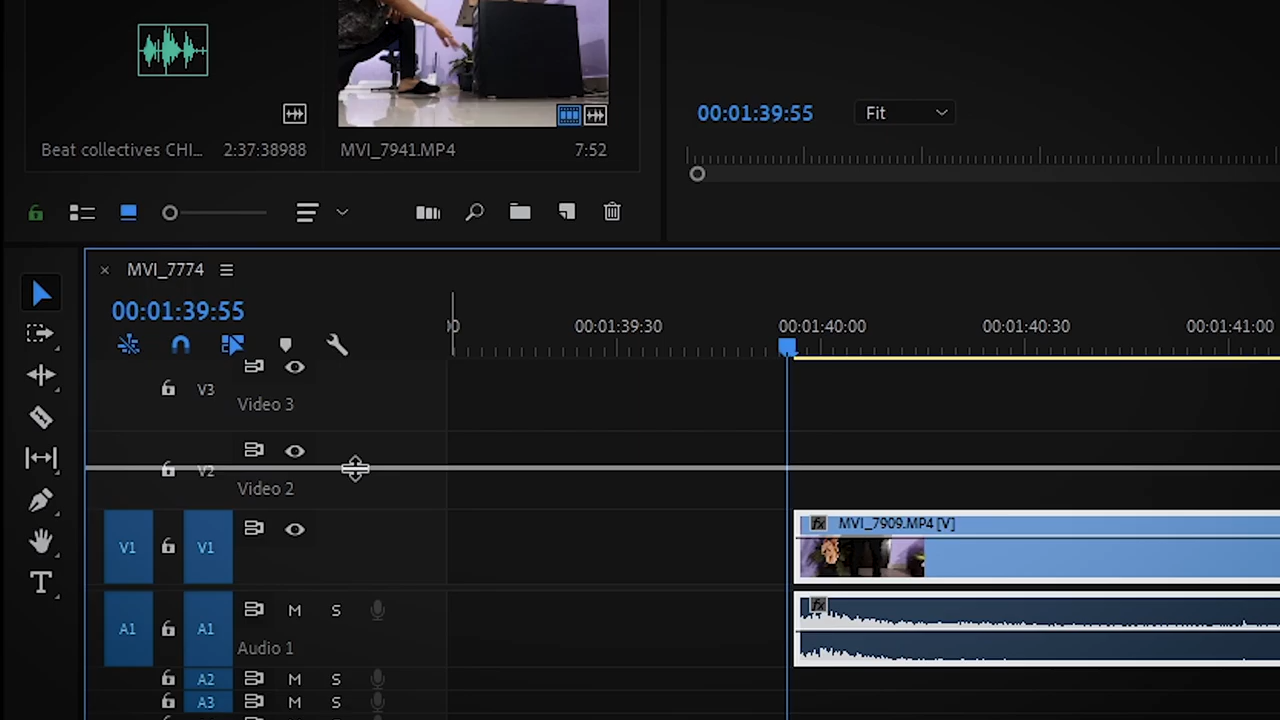 Beat collectives CHI... 2:37:38988
MVI_7941.MP4 7:52
00:01:39:55 Fit
MVI_7774
00:01:39:55
00:01:39:30 00:01:40:00 00:01:40:30 00:01:41:00
V3
Video 3
V2
Video 2
V1 V1
fx MVI_7909.MP4 [V]
A1 A1 M S
fx
Audio 1
A2 M S
A3 M S
T